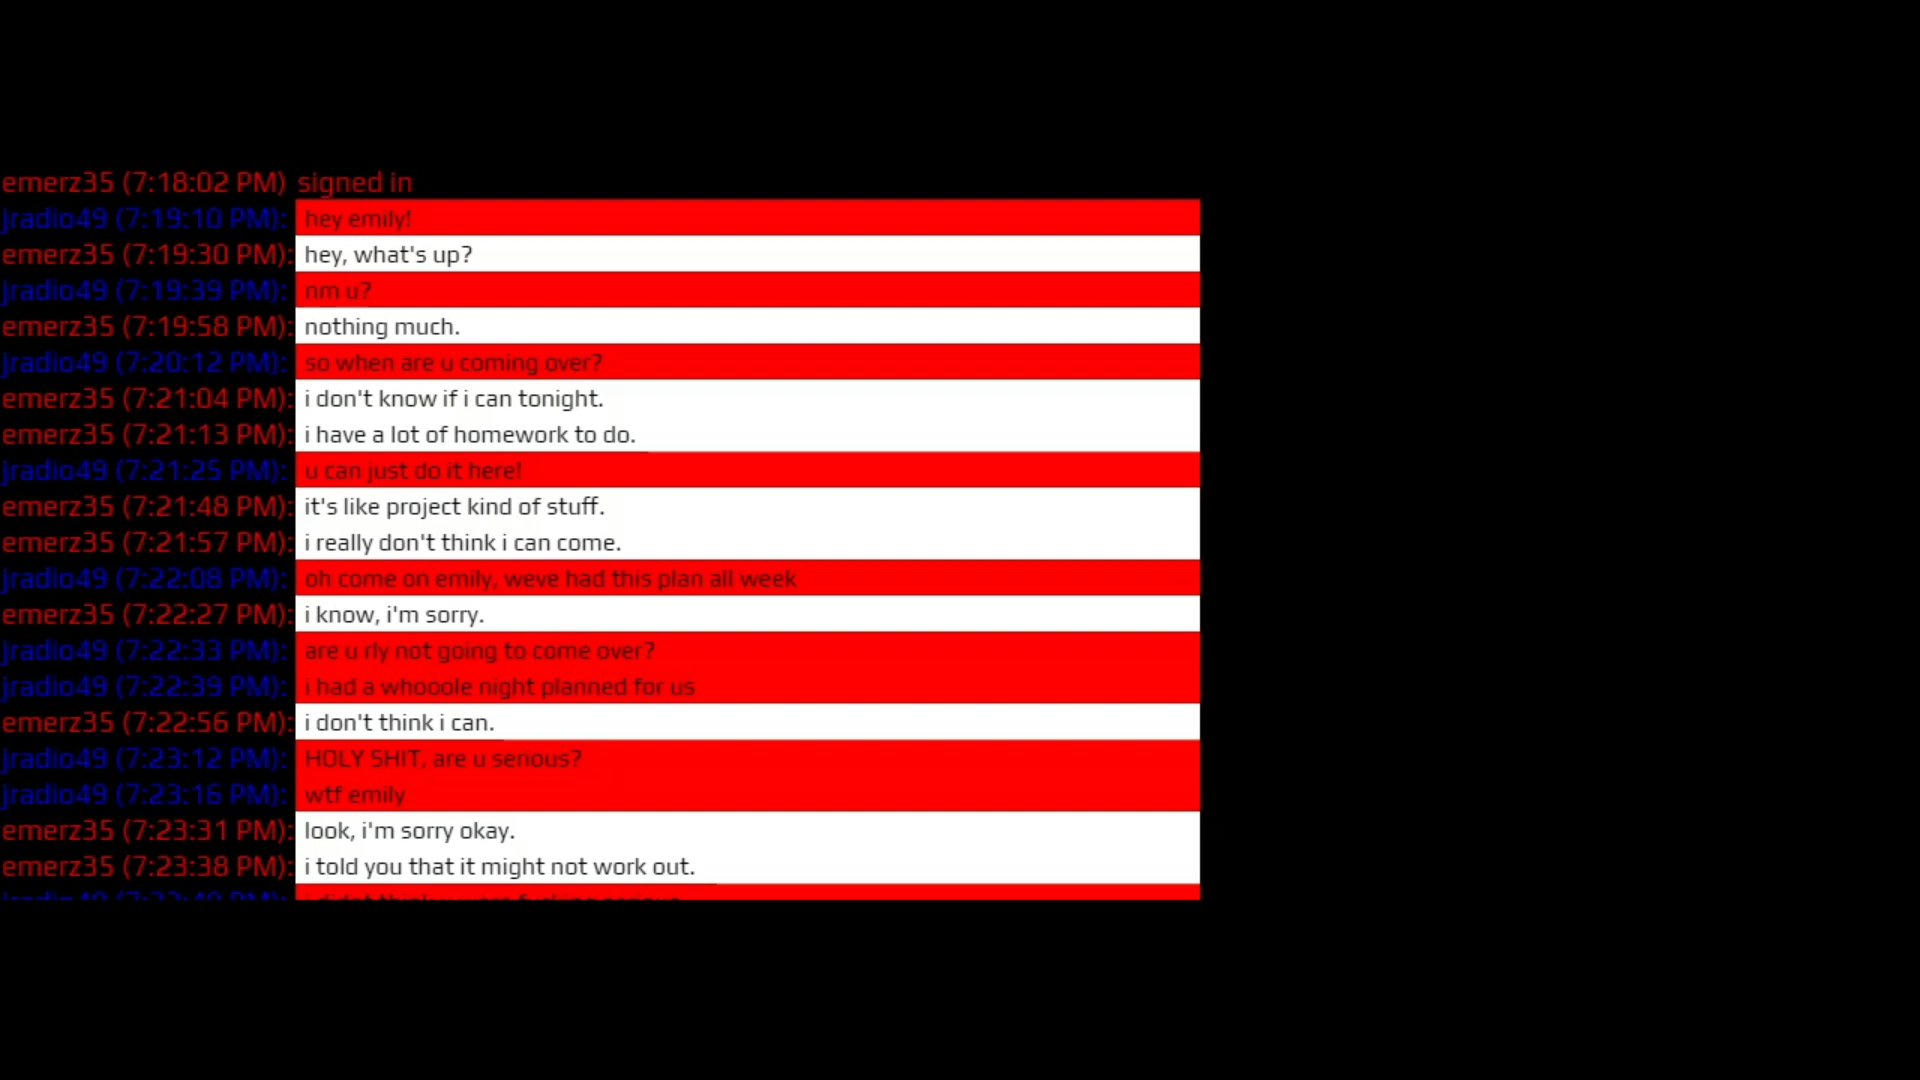 emerz35 (7:18:02 PM) signed in
jradio49 (7:19:10 PM): hey emily!
emerz35 (7:19:30 PM): hey, what's up?
jradio49 (7:19:39 PM): nm u?
emerz35 (7:19:58 PM): nothing much.
jradio49 (7:20:12 PM): so when are u coming over?
emerz35 (7:21:04 PM): i don't know if i can tonight.
emerz35 (7:21:13 PM): i have a lot of homework to do.
jradio49 (7:21:25 PM): u can just do it here!
emerz35 (7:21:48 PM): it's like project kind of stuff.
emerz35 (7:21:57 PM): i really don't think i can come.
jradio49 (7:22:08 PM): oh come on emily, weve had this plan all week
emerz35 (7:22:27 PM): i know, i'm sorry.
jradio49 (7:22:33 PM): are u rly not going to come over?
jradio49 (7:22:39 PM): i had a whooole night planned for us
emerz35 (7:22:56 PM): i don't think i can.
jradio49 (7:23:12 PM): HOLY SHIT, are u serious?
jradio49 (7:23:16 PM): wtf emily
emerz35 (7:23:31 PM): look, i'm sorry okay.
emerz35 (7:23:38 PM): i told you that it might not work out.